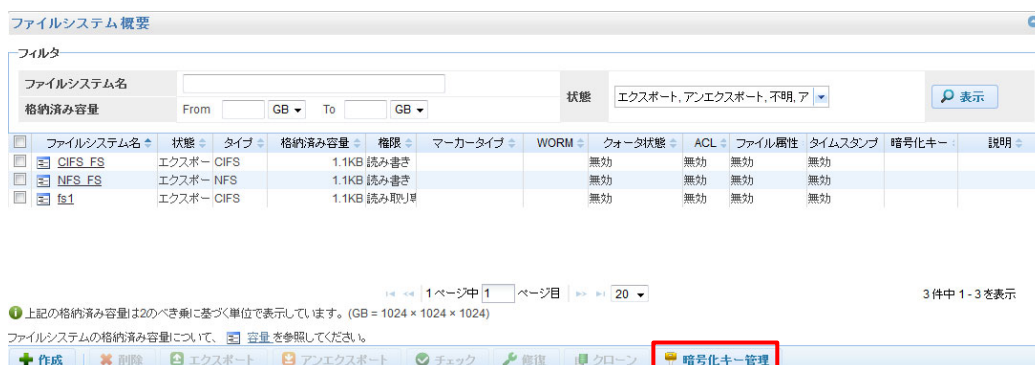 ファイルシステム概要
フィルタ
ファイルシステム名
格納済み容量 From GB To GB 状態 エクスポート,アンエクスポート,不明,ア 表示
ファイルシステム名 状態 タイプ 格納済み容量 権限 マーカータイプ WORM クォータ状態 ACL ファイル属性 タイムスタンプ 暗号化キー 説明
CIFS_FS エクスポー CIFS 1.1KB 読み書き 無効 無効 無効 無効
NFS_FS エクスポー NFS 1.1KB 読み書き 無効 無効 無効 無効
fs1 エクスポー CIFS 1.1KB 読み取り 無効 無効 無効 無効
1 ページ中 1 ページ目 20 3 件中 1 - 3 を表示
上記の格納済み容量は2のべき乗に基づく単位で表示しています。(GB = 1024 × 1024 × 1024)
ファイルシステムの格納済み容量について、 容量 を参照してください。
作成 削除 エクスポート アンエクスポート チェック 修復 クローン 暗号化キー管理